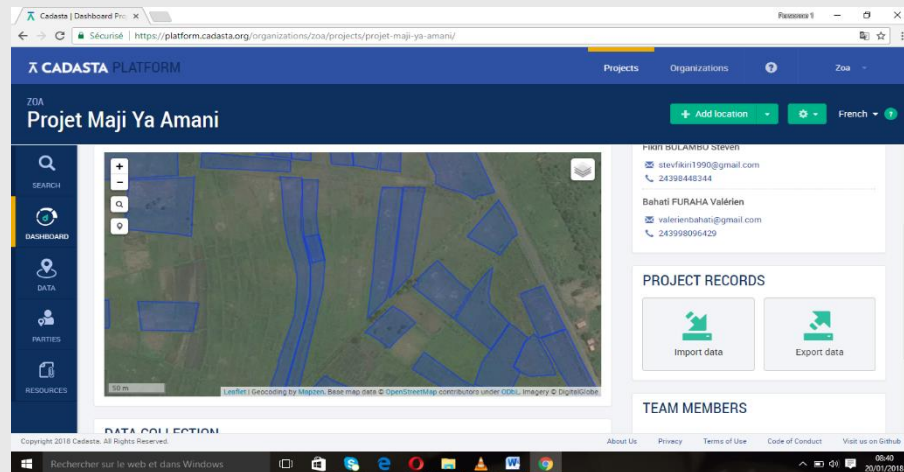 Cadasta | Dashboard Pro
Sécurisé | https://platform.cadasta.org/organizations/zoa/projects/projet-maji-ya-amani/
CADASTA PLATFORM
Projects
Organizations
?
Zoa
ZOA
Projet Maji Ya Amani
+ Add location
French
?
SEARCH
DASHBOARD
DATA
PARTIES
RESOURCES
+
−
50 m
Leaflet | Geocoding by Mapzen, Base map data © OpenStreetMap contributors under ODbL, Imagery © DigitalGlobe
Fikiri BULAMBO Steven
stevfikiri1990@gmail.com
24398448344
Bahati FURAHA Valérien
valerienbahati@gmail.com
243998096429
PROJECT RECORDS
Import data
Export data
TEAM MEMBERS
DATA COLLECTION
Copyright 2018 Cadasta. All Rights Reserved.
About Us
Privacy
Terms of Use
Code of Conduct
Visit us on Github
Rechercher sur le web et dans Windows
08:40
20/01/2018